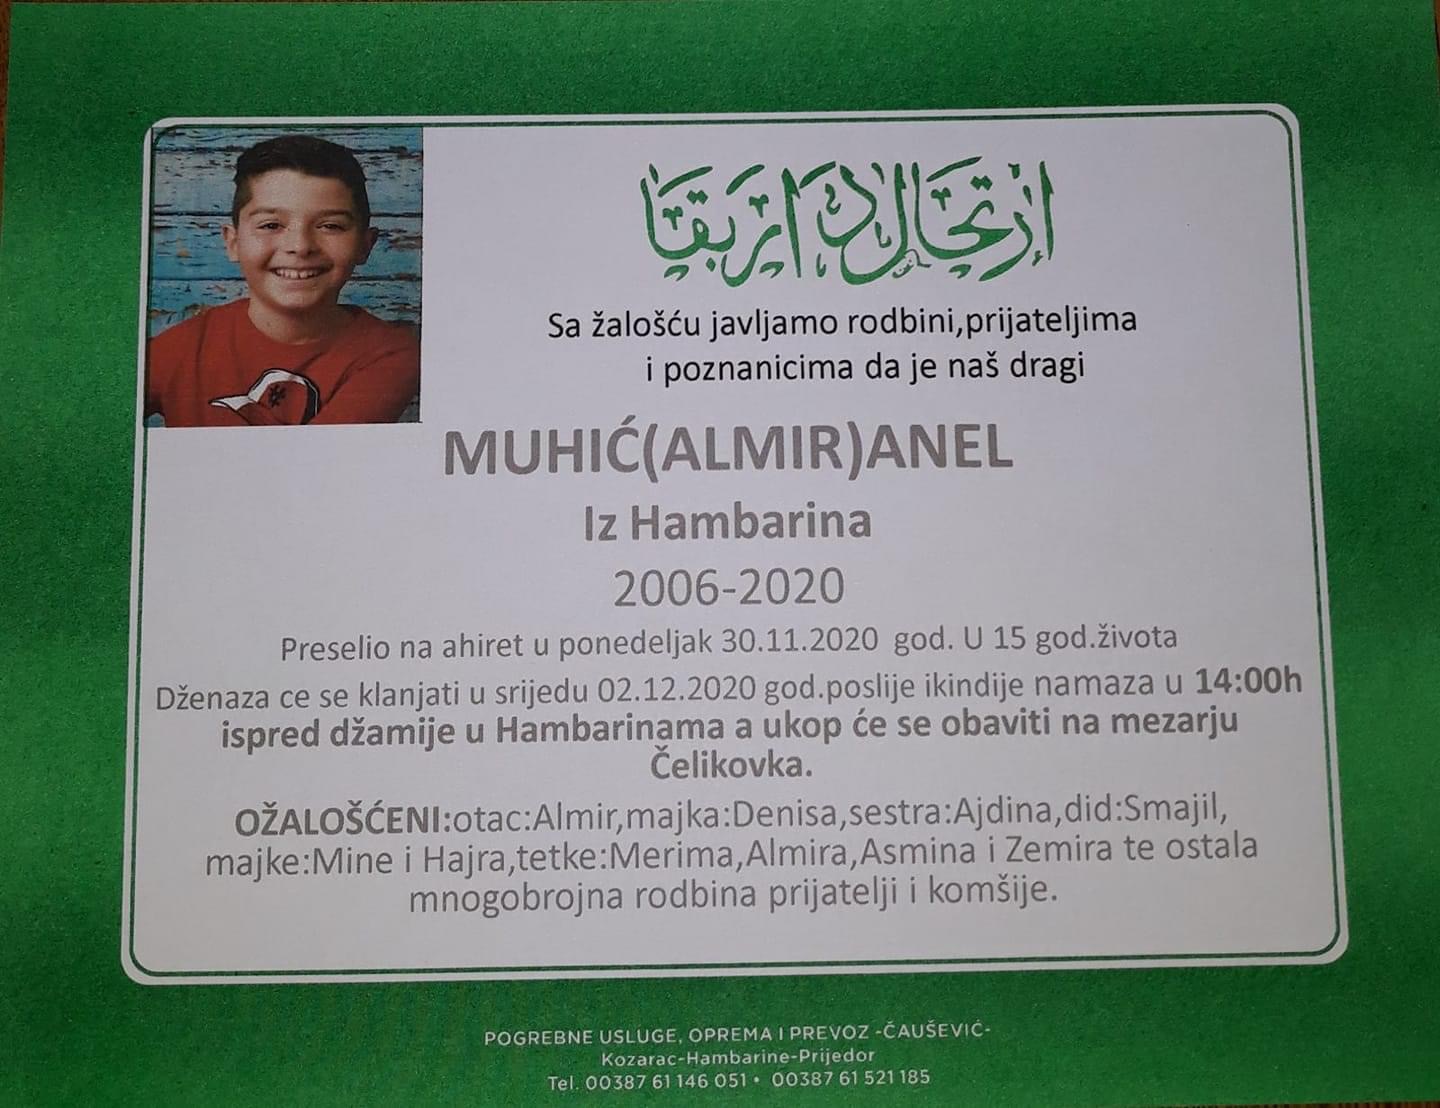 إرتحال دار بقا
Sa žalošću javljamo rodbini,prijateljima
i poznanicima da je naš dragi
MUHIĆ(ALMIR)ANEL
Iz Hambarina
2006-2020
Preselio na ahiret u ponedeljak 30.11.2020 god. U 15 god.života
Dženaza ce se klanjati u srijedu 02.12.2020 god.poslije ikindije namaza u 14:00h
ispred džamije u Hambarinama a ukop će se obaviti na mezarju
Čelikovka.
OŽALOŠĆENI:otac:Almir,majka:Denisa,sestra:Ajdina,did:Smajil,
majke:Mine i Hajra,tetke:Merima,Almira,Asmina i Zemira te ostala
mnogobrojna rodbina prijatelji i komšije.
POGREBNE USLUGE, OPREMA I PREVOZ -ČAUŠEVIĆ-
Kozarac-Hambarine-Prijedor
Tel. 00387 61 146 051 • 00387 61 521 185